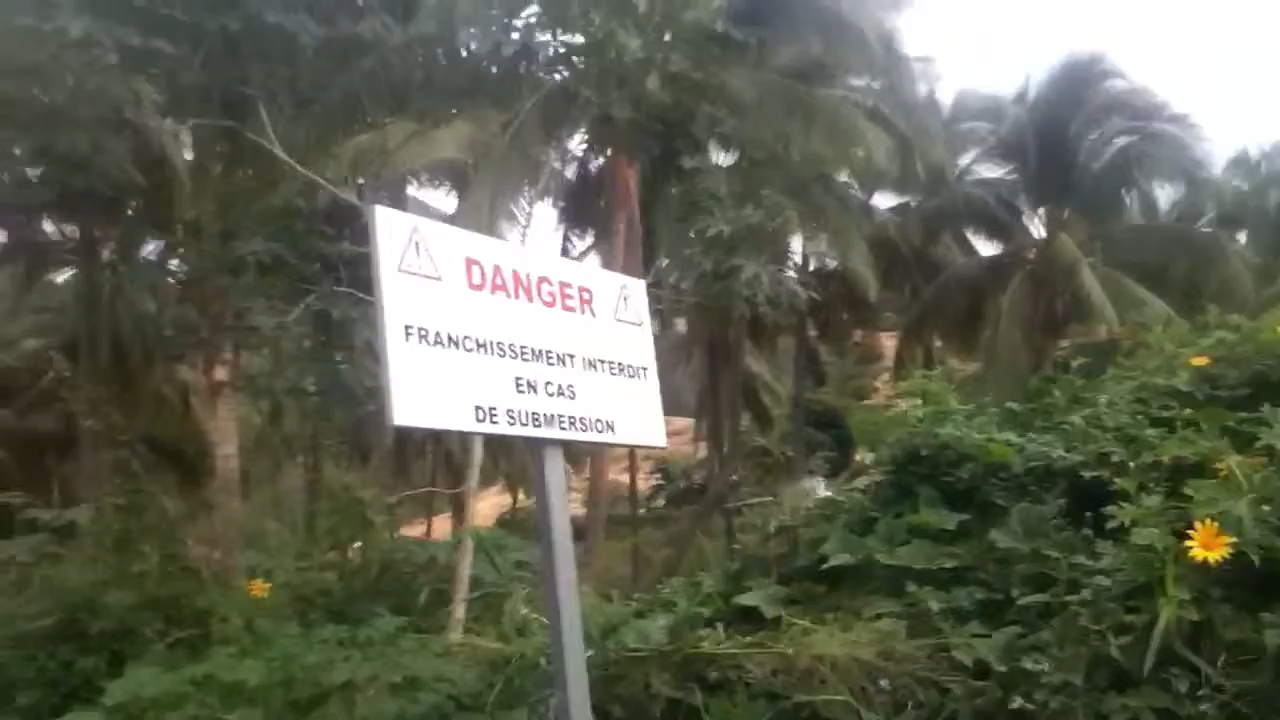 DANGER
FRANCHISSEMENT INTERDIT
EN CAS
DE SUBMERSION